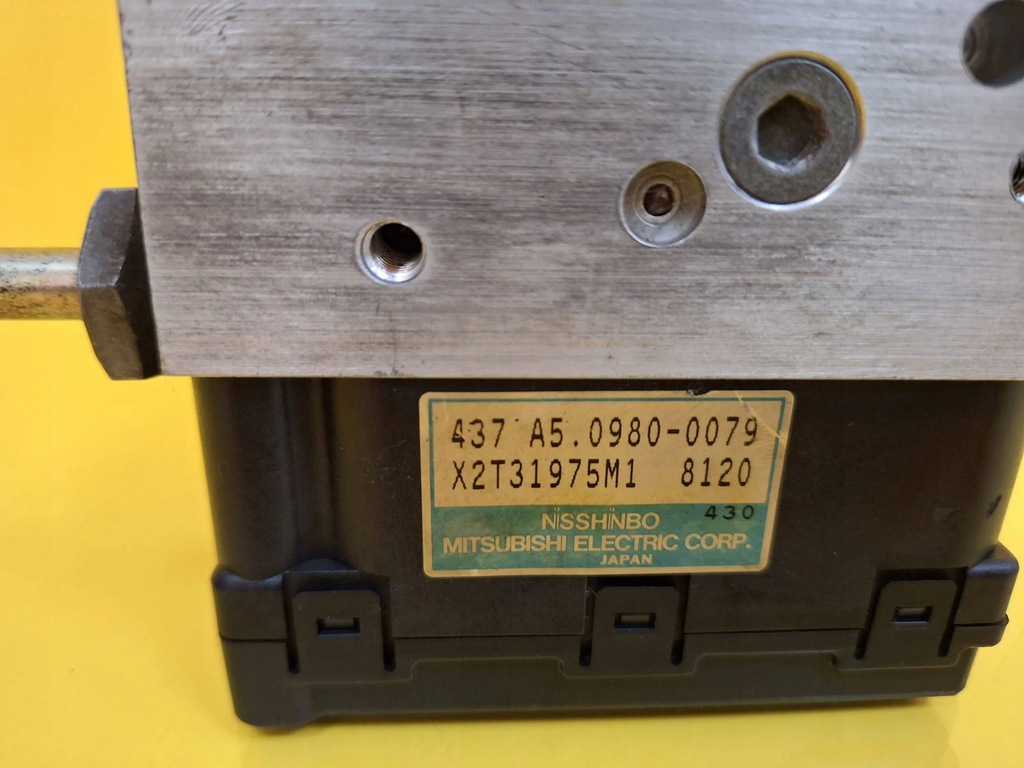 437 A5.0980-0079
X2T31975M1 8120
430
NISSHINBO
MITSUBISHI ELECTRIC CORP.
JAPAN